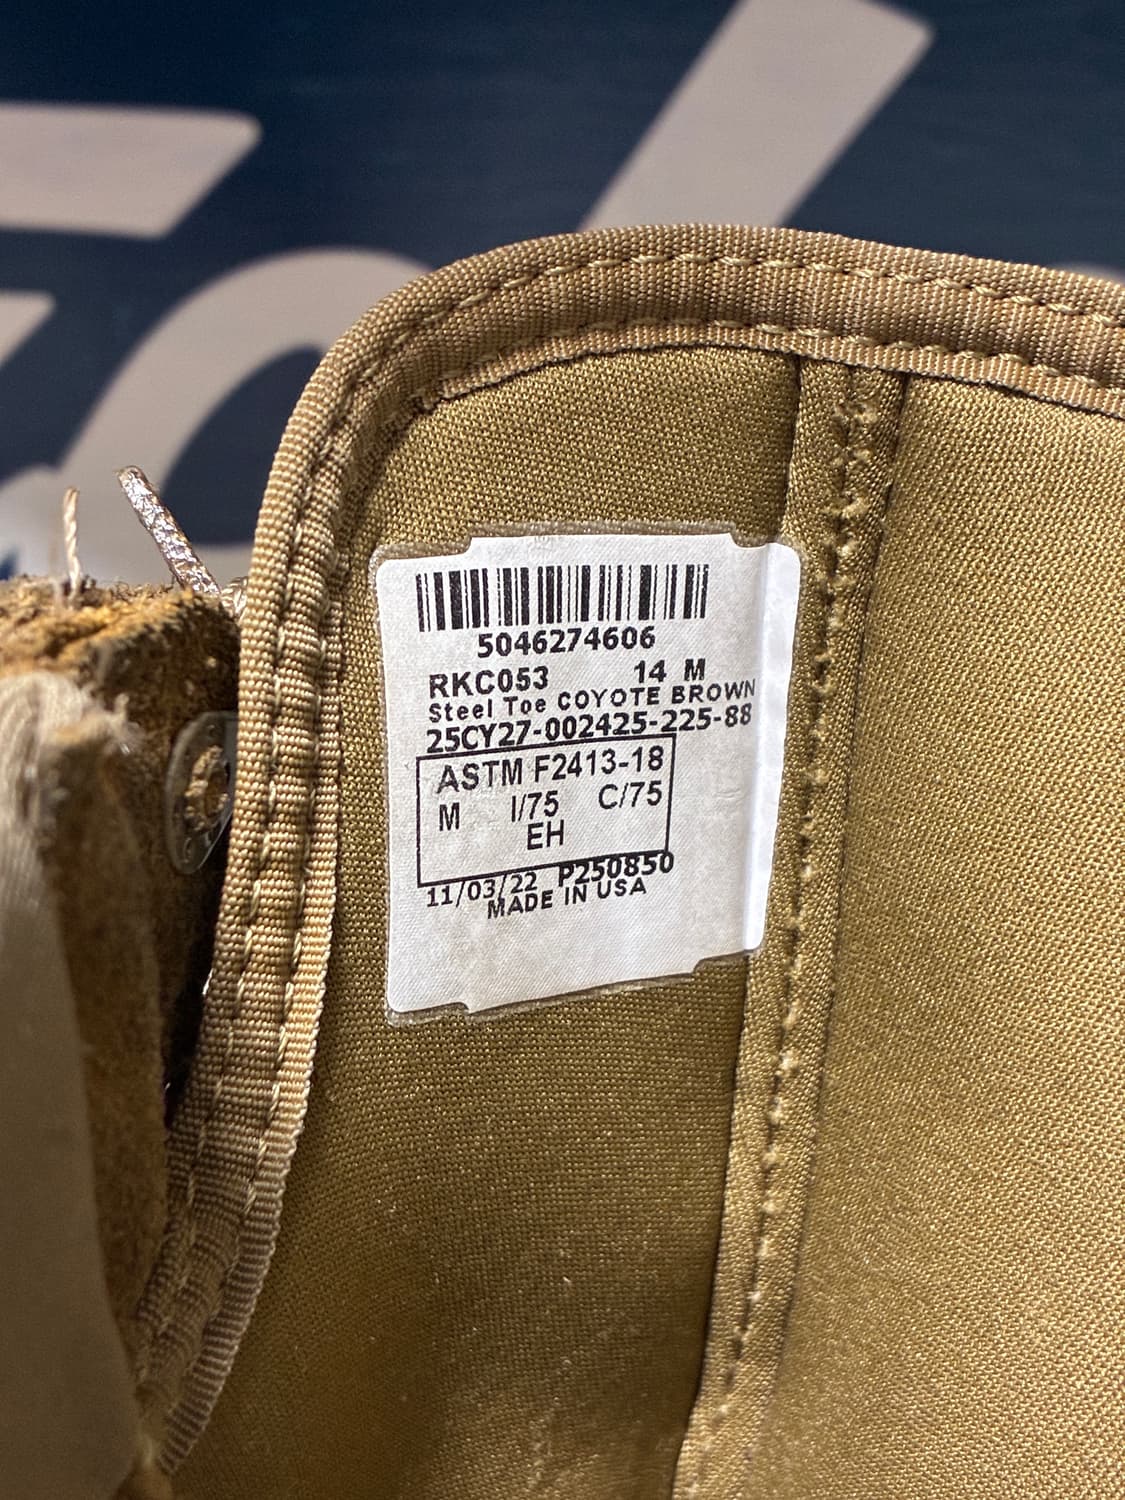 5046274606
RKC053 14 M
Steel Toe COYOTE BROWN
25CY27-002425-225-88
ASTM F2413-18
M I/75 C/75
EH
11/03/22 P250850
MADE IN USA